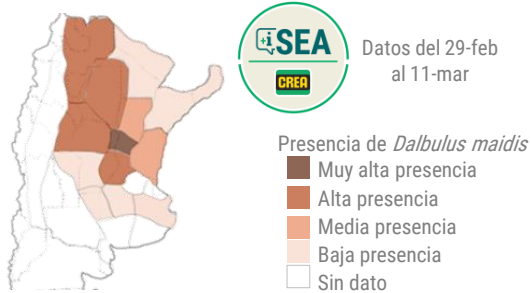 SEA
CREA
Datos del 29-feb
al 11-mar
Presencia de Dalbulus maidis
Muy alta presencia
Alta presencia
Media presencia
Baja presencia
Sin dato